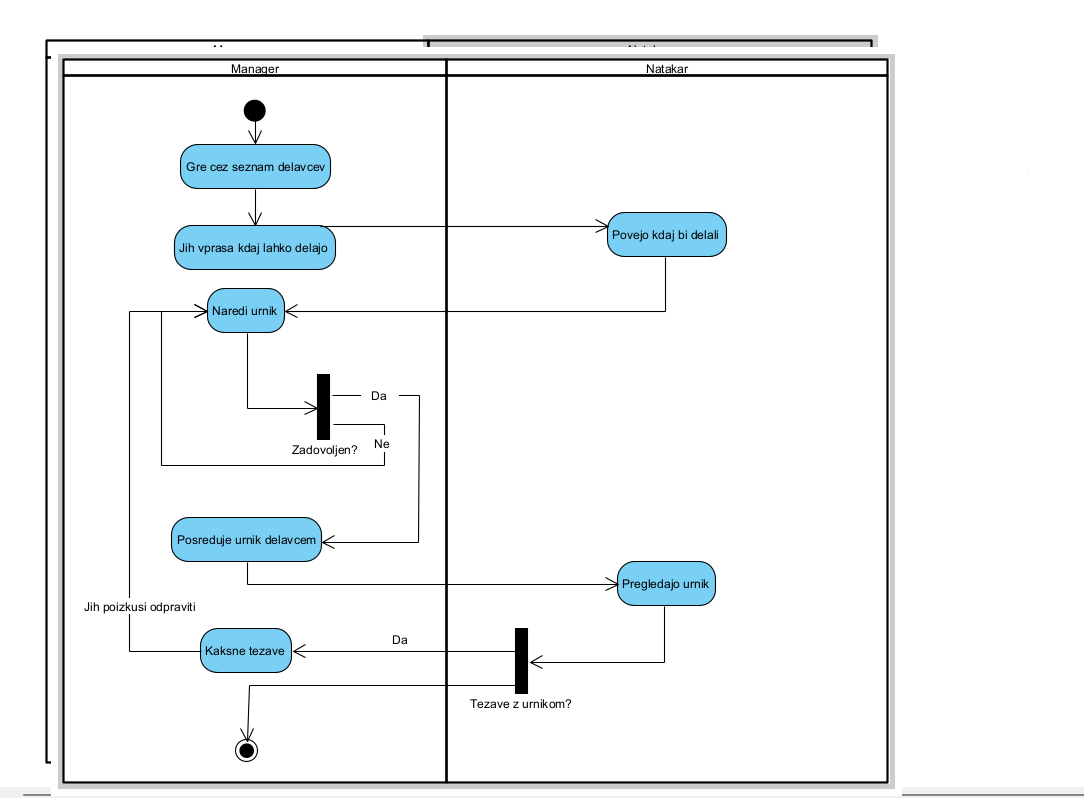 Manager
Natakar
Gre cez seznam delavcev
Jih vprasa kdaj lahko delajo
Povejo kdaj bi delali
Naredi urnik
Da
Ne
Zadovoljen?
Posreduje urnik delavcem
Pregledajo urnik
Jih poizkusi odpraviti
Da
Kaksne tezave
Tezave z urnikom?